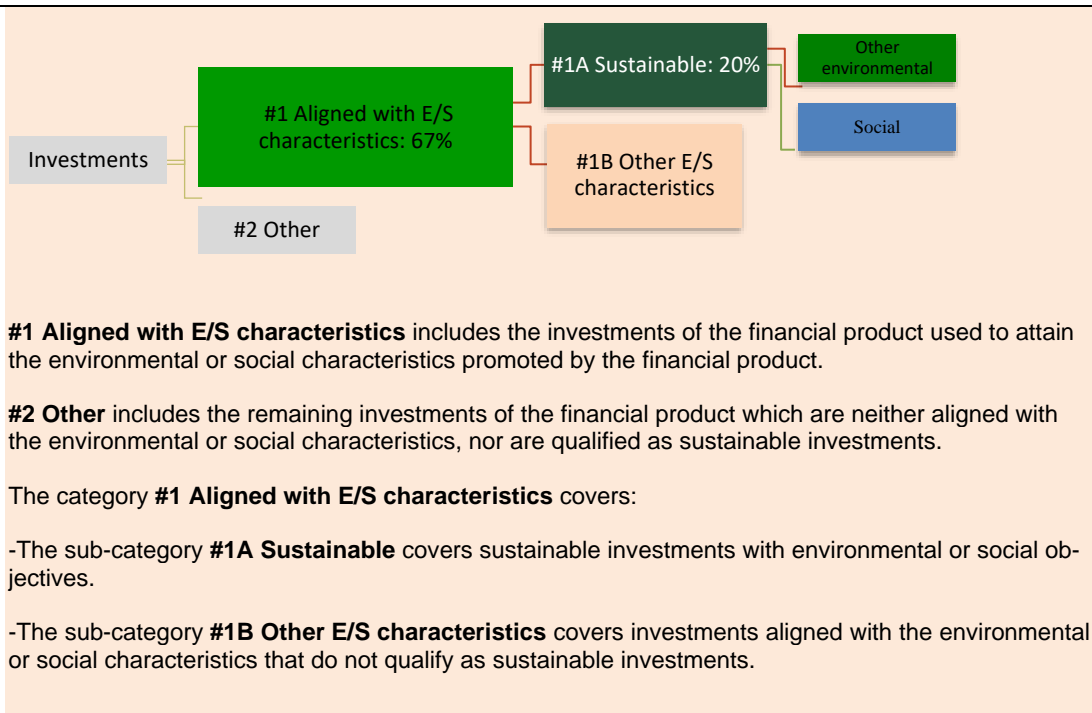 Investments
#1 Aligned with E/S
characteristics: 67%
#2 Other
#1A Sustainable: 20%
#1B Other E/S
characteristics
Other
environmental
Social
#1 Aligned with E/S characteristics includes the investments of the financial product used to attain
the environmental or social characteristics promoted by the financial product.
#2 Other includes the remaining investments of the financial product which are neither aligned with
the environmental or social characteristics, nor are qualified as sustainable investments.
The category #1 Aligned with E/S characteristics covers:
-The sub-category #1A Sustainable covers sustainable investments with environmental or social ob-
jectives.
-The sub-category #1B Other E/S characteristics covers investments aligned with the environmental
or social characteristics that do not qualify as sustainable investments.